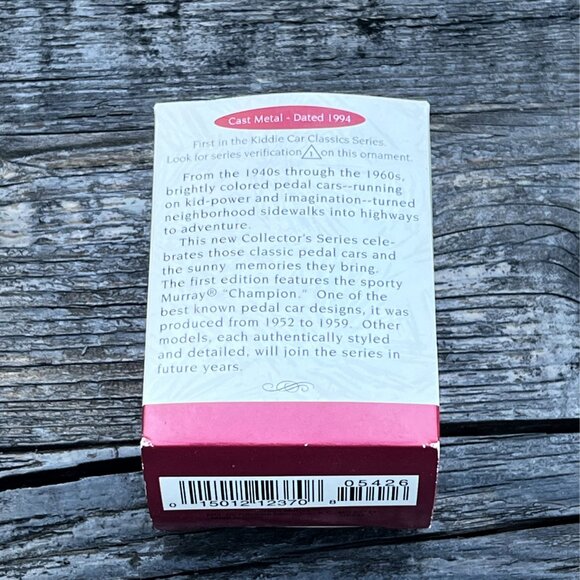 Cast Metal - Dated 1994
First in the Kiddie Car Classics Series.
Look for series verification 1 on this ornament.
From the 1940s through the 1960s,
brightly colored pedal cars--running
on kid-power and imagination--turned
neighborhood sidewalks into highways
to adventure.
This new Collector's Series cele-
brates those classic pedal cars and
the sunny memories they bring.
The first edition features the sporty
Murray® "Champion." One of the
best known pedal car designs, it was
produced from 1952 to 1959. Other
models, each authentically styled
and detailed, will join the series in
future years.
05426
0 15012 12370 8